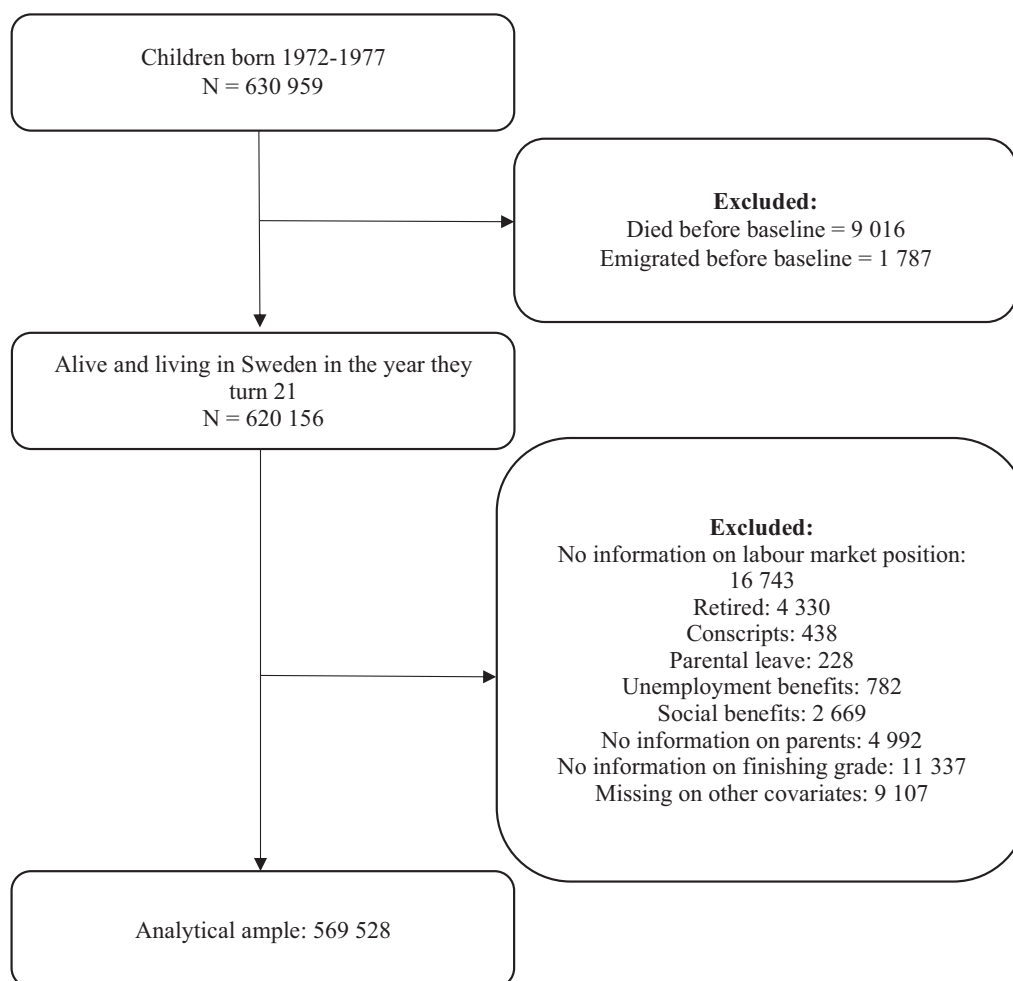 Children born 1972-1977
N = 630 959
Excluded:
Died before baseline = 9 016
Emigrated before baseline = 1 787
Alive and living in Sweden in the year they
turn 21
N = 620 156
Excluded:
No information on labour market position:
16 743
Retired: 4 330
Conscripts: 438
Parental leave: 228
Unemployment benefits: 782
Social benefits: 2 669
No information on parents: 4 992
No information on finishing grade: 11 337
Missing on other covariates: 9 107
Analytical ample: 569 528